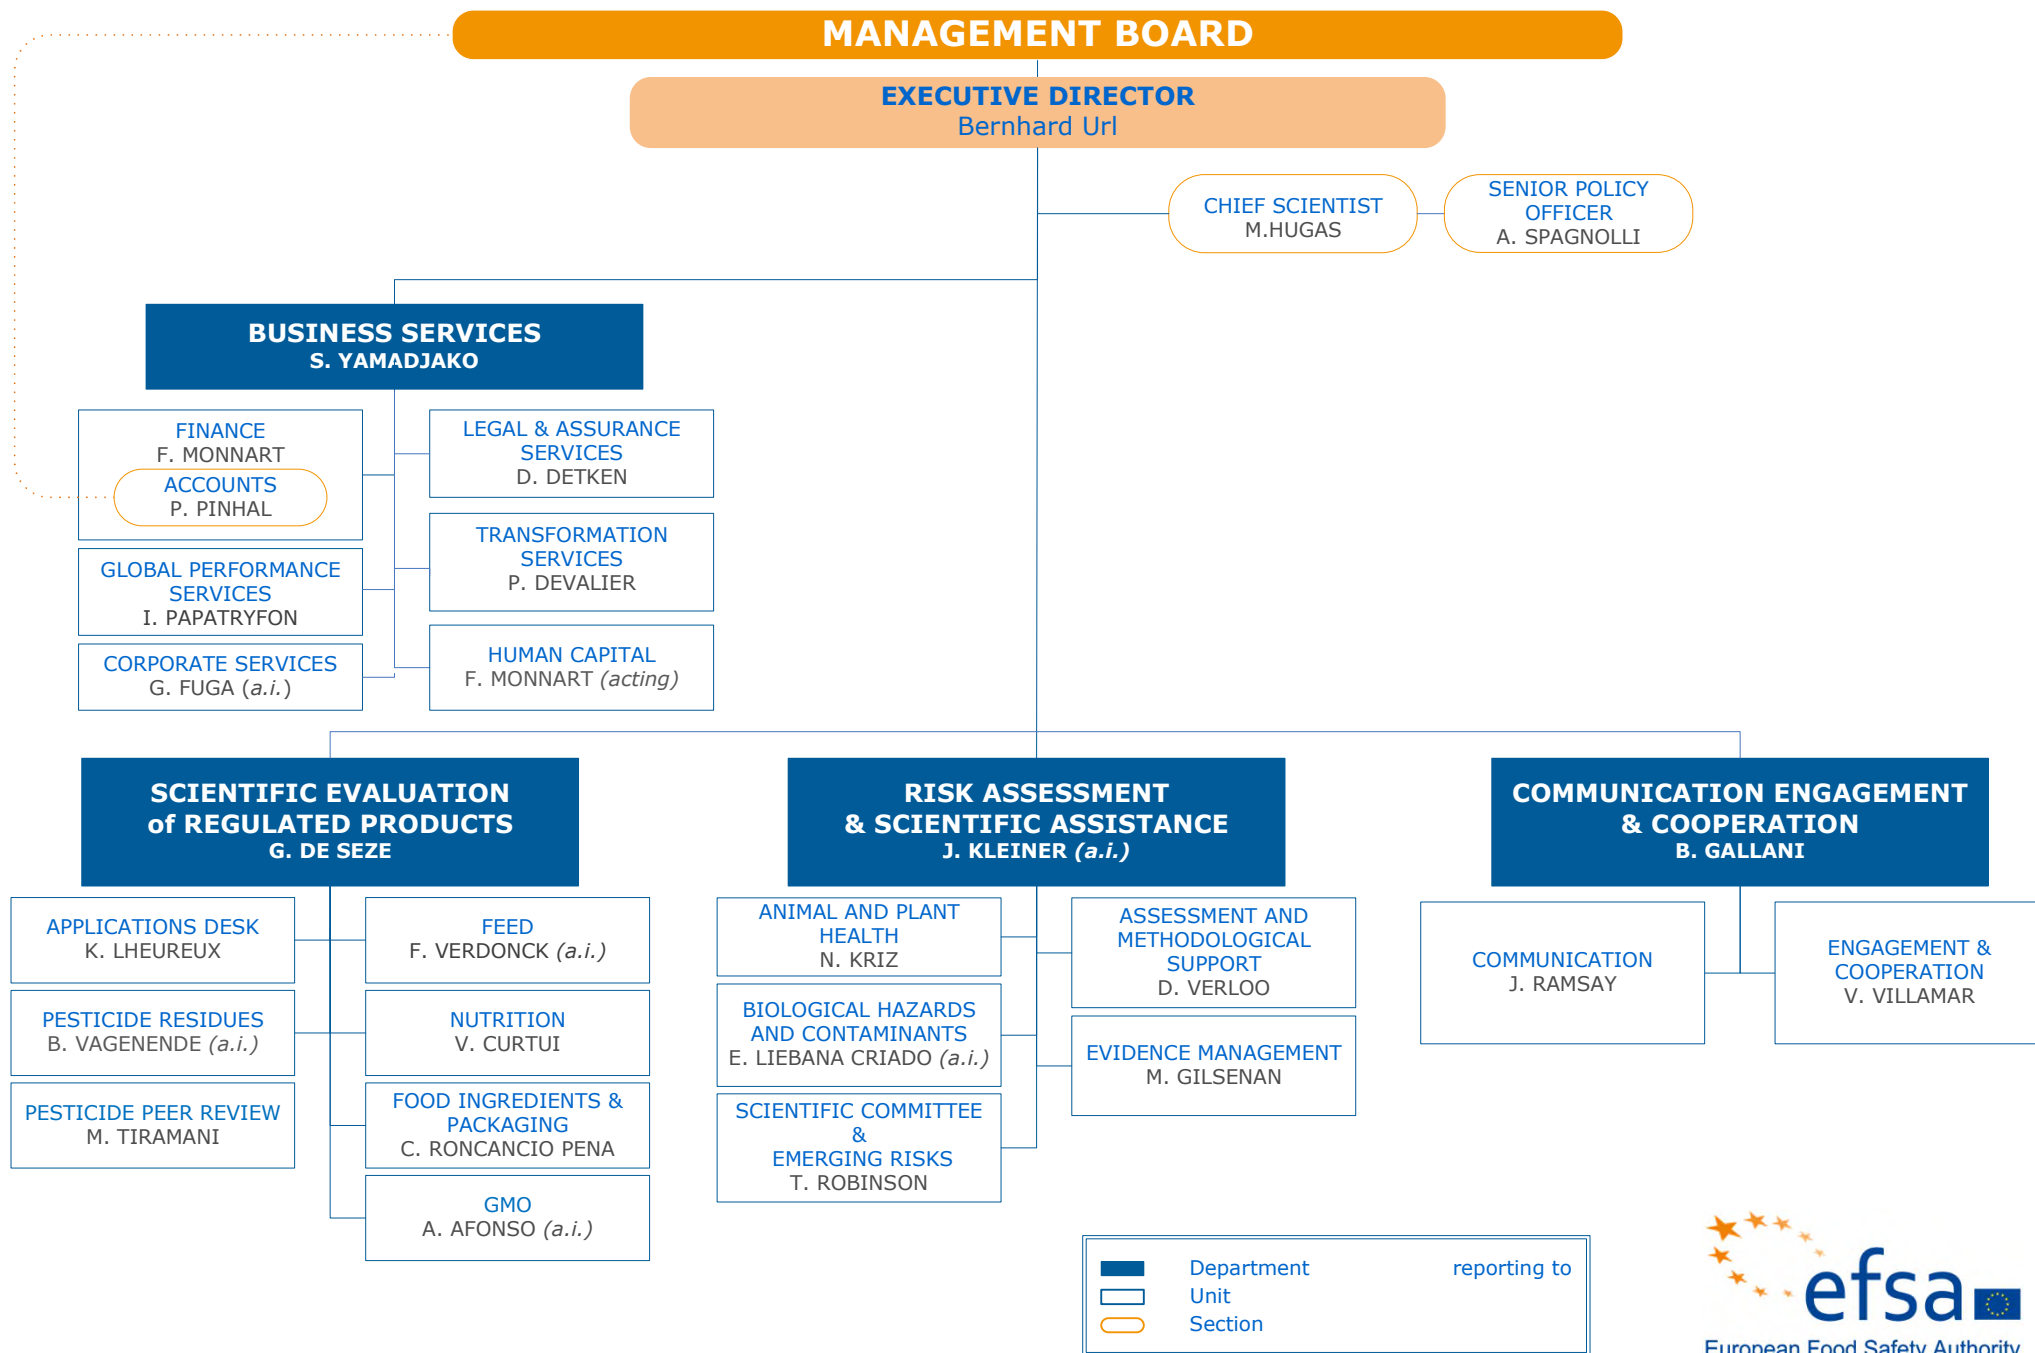 MANAGEMENT BOARD
EXECUTIVE DIRECTOR
Bernhard Url
CHIEF SCIENTIST
M.HUGAS
SENIOR POLICY
OFFICER
A. SPAGNOLLI
BUSINESS SERVICES
S. YAMADJAKO
FINANCE
F. MONNART
ACCOUNTS
P. PINHAL
LEGAL & ASSURANCE
SERVICES
D. DETKEN
GLOBAL PERFORMANCE
SERVICES
I. PAPATRYFON
TRANSFORMATION
SERVICES
P. DEVALIER
CORPORATE SERVICES
G. FUGA (a.i.)
HUMAN CAPITAL
F. MONNART (acting)
SCIENTIFIC EVALUATION
of REGULATED PRODUCTS
G. DE SEZE
APPLICATIONS DESK
K. LHEUREUX
FEED
F. VERDONCK (a.i.)
PESTICIDE RESIDUES
B. VAGENENDE (a.i.)
NUTRITION
V. CURTUI
PESTICIDE PEER REVIEW
M. TIRAMANI
FOOD INGREDIENTS &
PACKAGING
C. RONCANCIO PENA
GMO
A. AFONSO (a.i.)
RISK ASSESSMENT
& SCIENTIFIC ASSISTANCE
J. KLEINER (a.i.)
ANIMAL AND PLANT
HEALTH
N. KRIZ
ASSESSMENT AND
METHODOLOGICAL
SUPPORT
D. VERLOO
BIOLOGICAL HAZARDS
AND CONTAMINANTS
E. LIEBANA CRIADO (a.i.)
EVIDENCE MANAGEMENT
M. GILSENAN
SCIENTIFIC COMMITTEE
&
EMERGING RISKS
T. ROBINSON
COMMUNICATION ENGAGEMENT
& COOPERATION
B. GALLANI
COMMUNICATION
J. RAMSAY
ENGAGEMENT &
COOPERATION
V. VILLAMAR
Department reporting to
Unit
Section
efsa
European Food Safety Authority